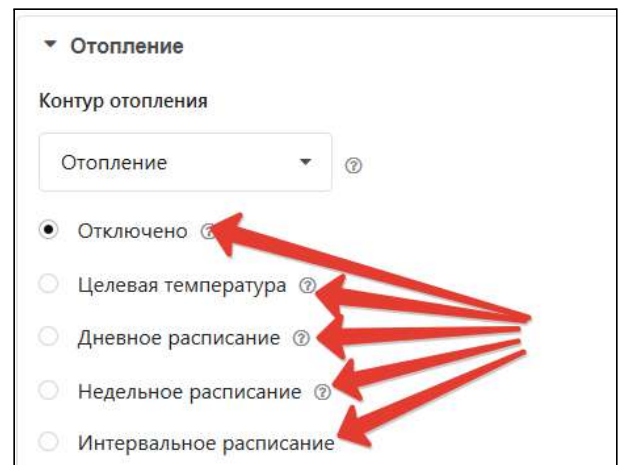 Отопление
Контур отопления
Отопление
Отключено
Целевая температура
Дневное расписание
Недельное расписание
Интервальное расписание